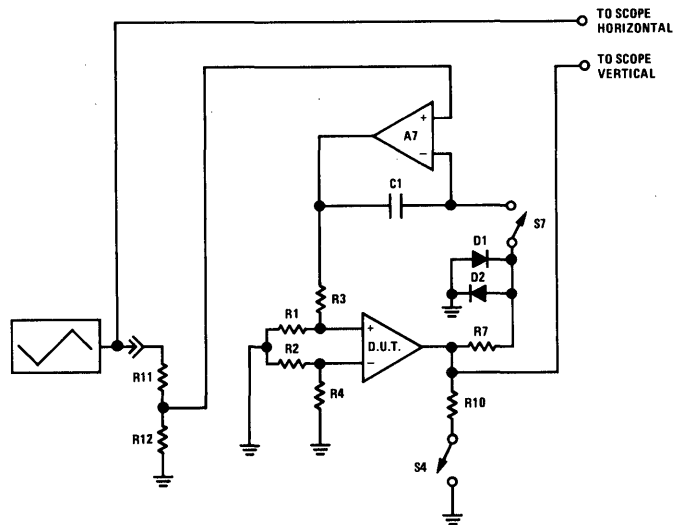 TO SCOPE
HORIZONTAL
TO SCOPE
VERTICAL
+
A7
−
C1
S7
D1
D2
R3
R1
+
R2
D.U.T.
−
R7
R4
R11
R10
R12
S4